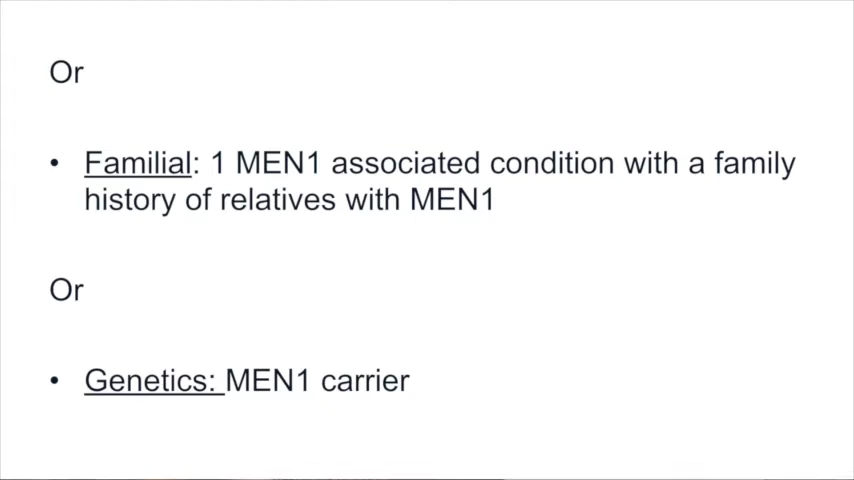 Or
• Familial: 1 MEN1 associated condition with a family
history of relatives with MEN1
Or
• Genetics: MEN1 carrier